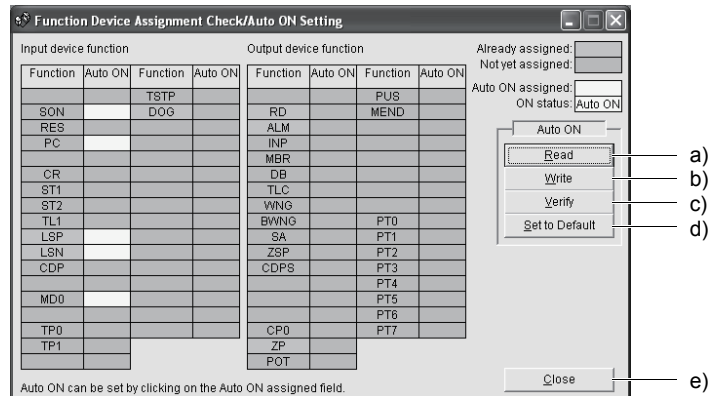 Function Device Assignment Check/Auto ON Setting
Input device function Output device function Already assigned:
Not yet assigned:
Function Auto ON Function Auto ON Function Auto ON Function Auto ON
Auto ON assigned:
TSTP PUS
ON status: Auto ON
SON DOG RD MEND
RES ALM
Auto ON
PC INP
MBR
Read a)
CR DB
ST1 TLC
Write b)
ST2 WNG
Verify c)
TL1 BWNG PT0
Set to Default d)
LSP SA PT1
LSN ZSP PT2
CDP CDPS PT3
PT4
MD0 PT5
PT6
TP0 CP0 PT7
TP1 ZP
POT
Close e)
Auto ON can be set by clicking on the Auto ON assigned field.